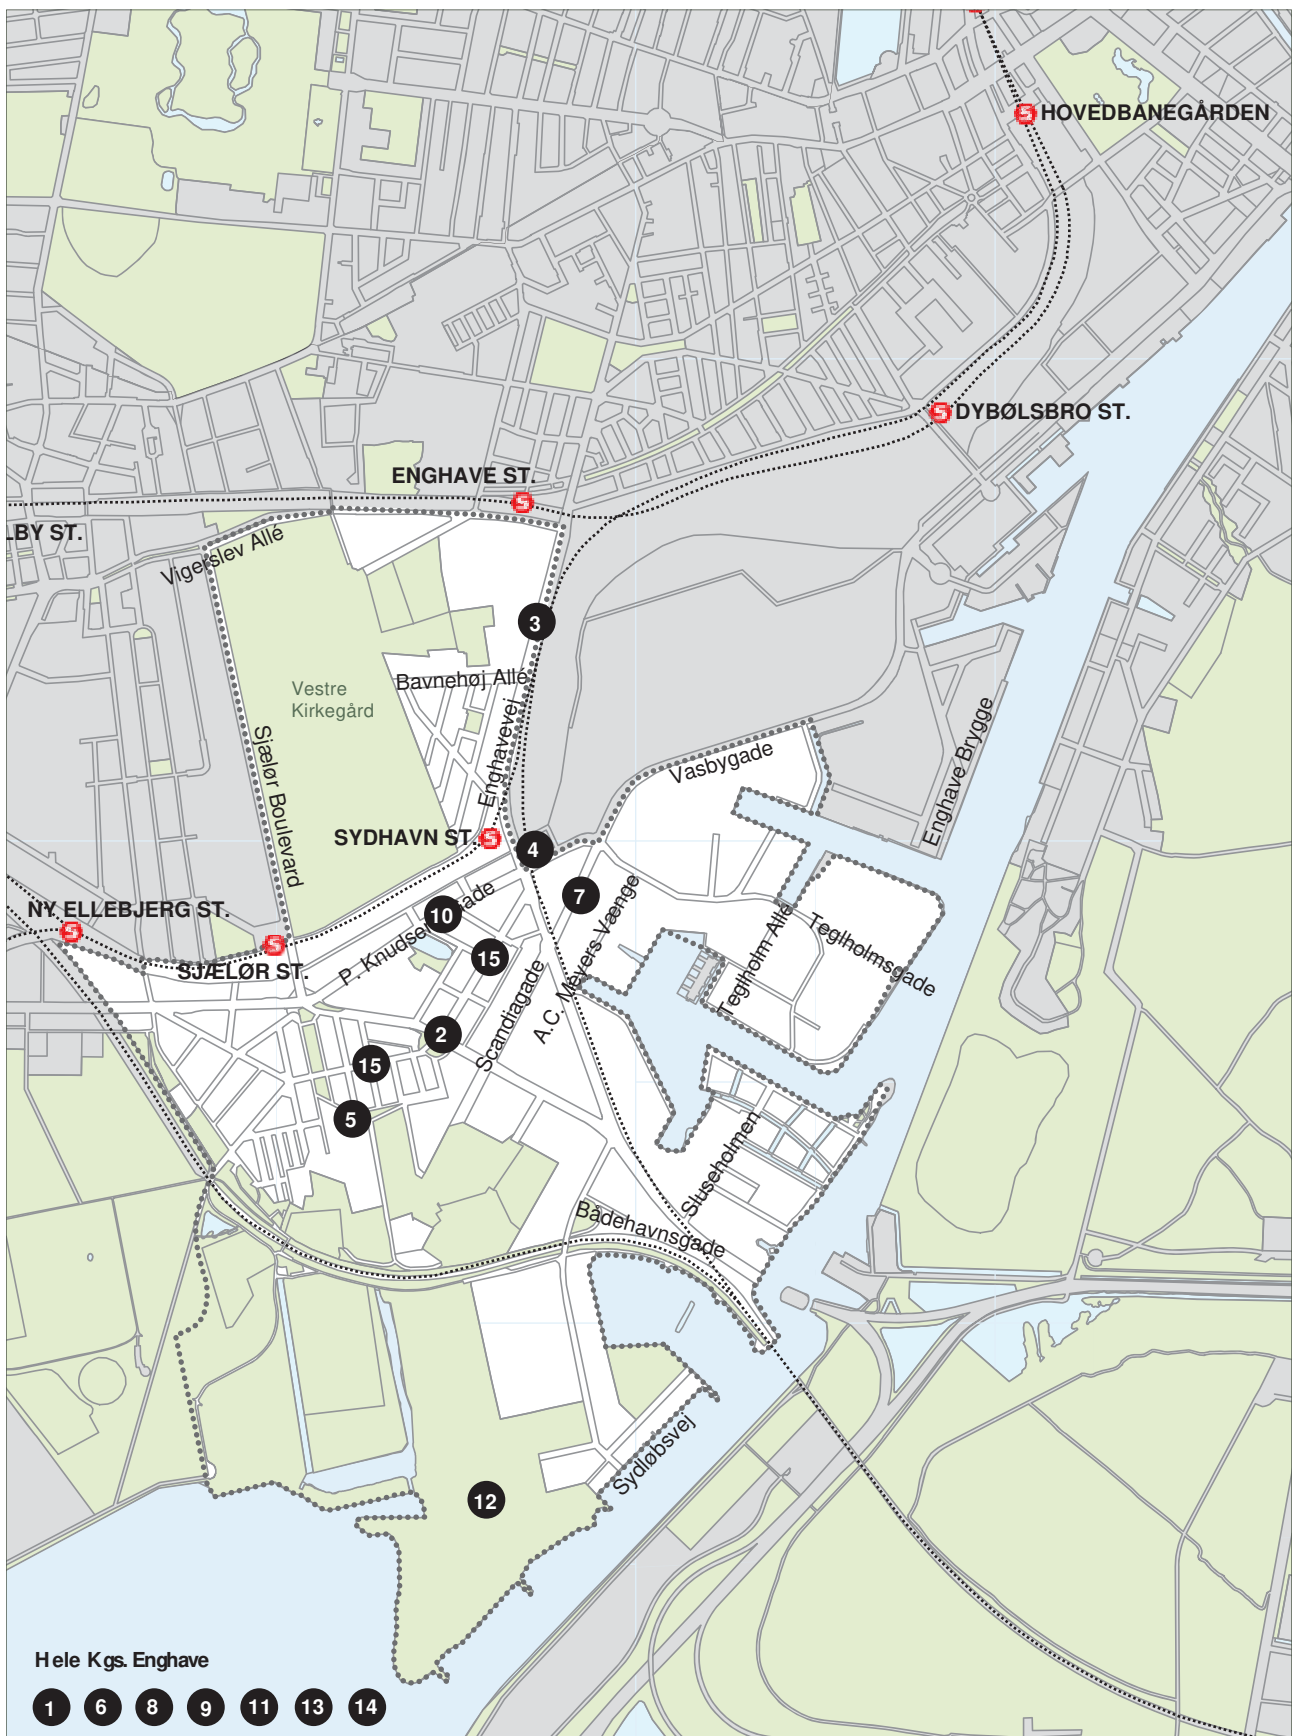 HOVEDBANEGÅRDEN
DYBØLSBRO ST.
ENGHAVE ST.
LBY ST.
Vigerslev Allé
3
Bavnehøj Allé
Vestre
Kirkegård
Enghavevej
Sjælør Boulevard
Vasbygade
Enghave Brygge
SYDHAVN ST.
4
7
NY ELLEBJERG ST.
10
P. Knudsens Gade
SJÆLØR ST.
15
A.C. Meyers Vænge
Teglholm Allé
Teglholmsgade
2
Scandiagade
15
5
Sluseholmen
Bådehavnsgade
Sydløbsvej
12
Hele Kgs. Enghave
1 6 8 9 11 13 14